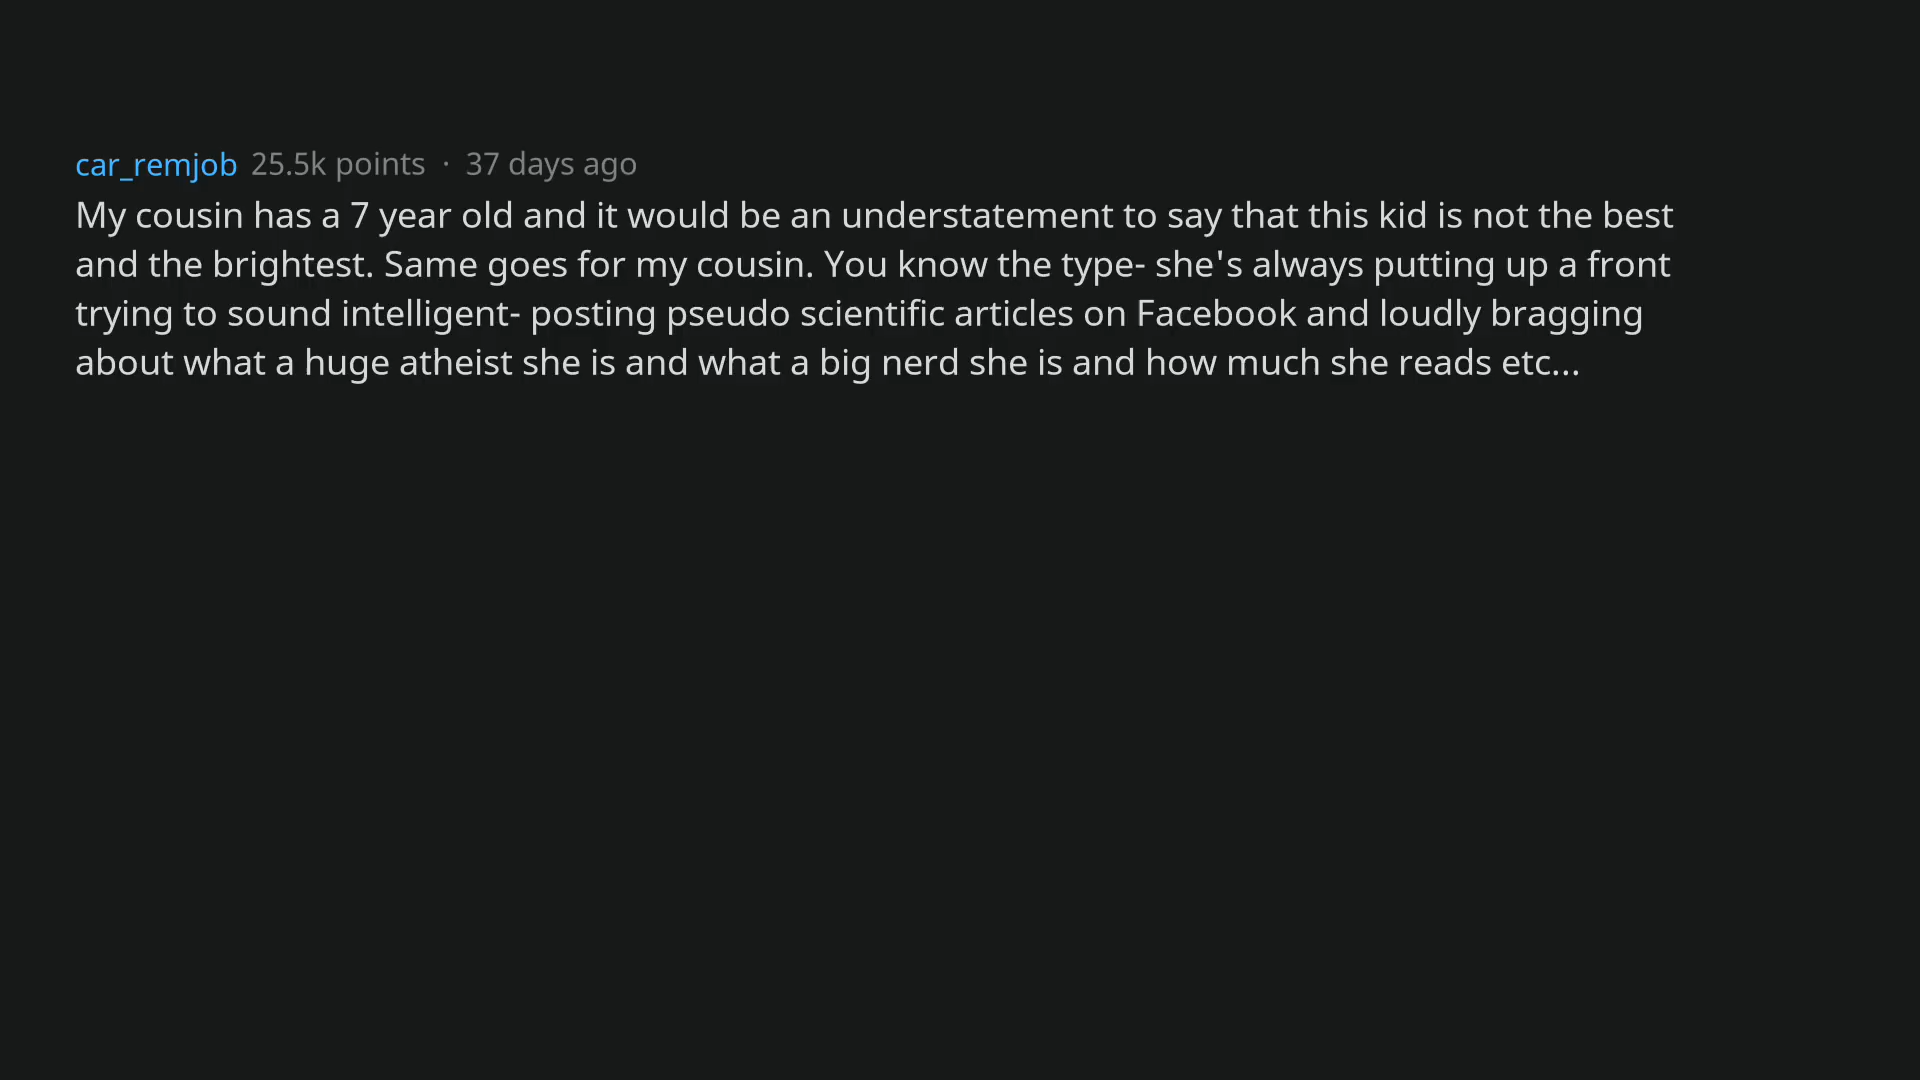 car_remjob 25.5k points · 37 days ago
My cousin has a 7 year old and it would be an understatement to say that this kid is not the best
and the brightest. Same goes for my cousin. You know the type- she's always putting up a front
trying to sound intelligent- posting pseudo scientific articles on Facebook and loudly bragging
about what a huge atheist she is and what a big nerd she is and how much she reads etc...